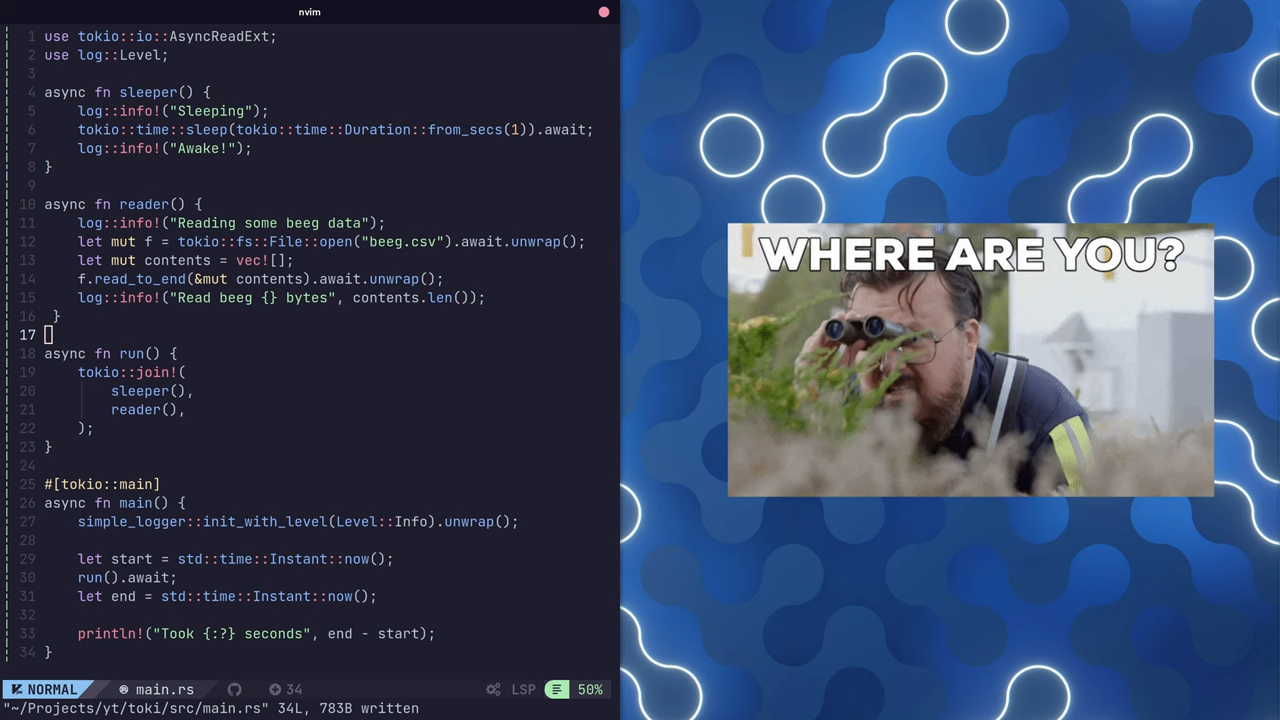 nvim
1 use tokio::io::AsyncReadExt;
2 use log::Level;
3
4 async fn sleeper() {
5     log::info!("Sleeping");
6     tokio::time::sleep(tokio::time::Duration::from_secs(1)).await;
7     log::info!("Awake!");
8 }
9
10 async fn reader() {
11     log::info!("Reading some beeg data");
12     let mut f = tokio::fs::File::open("beeg.csv").await.unwrap();
13     let mut contents = vec![];
14     f.read_to_end(&mut contents).await.unwrap();
15     log::info!("Read beeg {} bytes", contents.len());
16  }
17
18 async fn run() {
19     tokio::join!(
20         sleeper(),
21         reader(),
22     );
23 }
24
25 #[tokio::main]
26 async fn main() {
27     simple_logger::init_with_level(Level::Info).unwrap();
28
29     let start = std::time::Instant::now();
30     run().await;
31     let end = std::time::Instant::now();
32
33     println!("Took {:?} seconds", end - start);
34 }
NORMAL main.rs 34 LSP 50%
"~/Projects/yt/toki/src/main.rs" 34L, 783B written
WHERE ARE YOU?